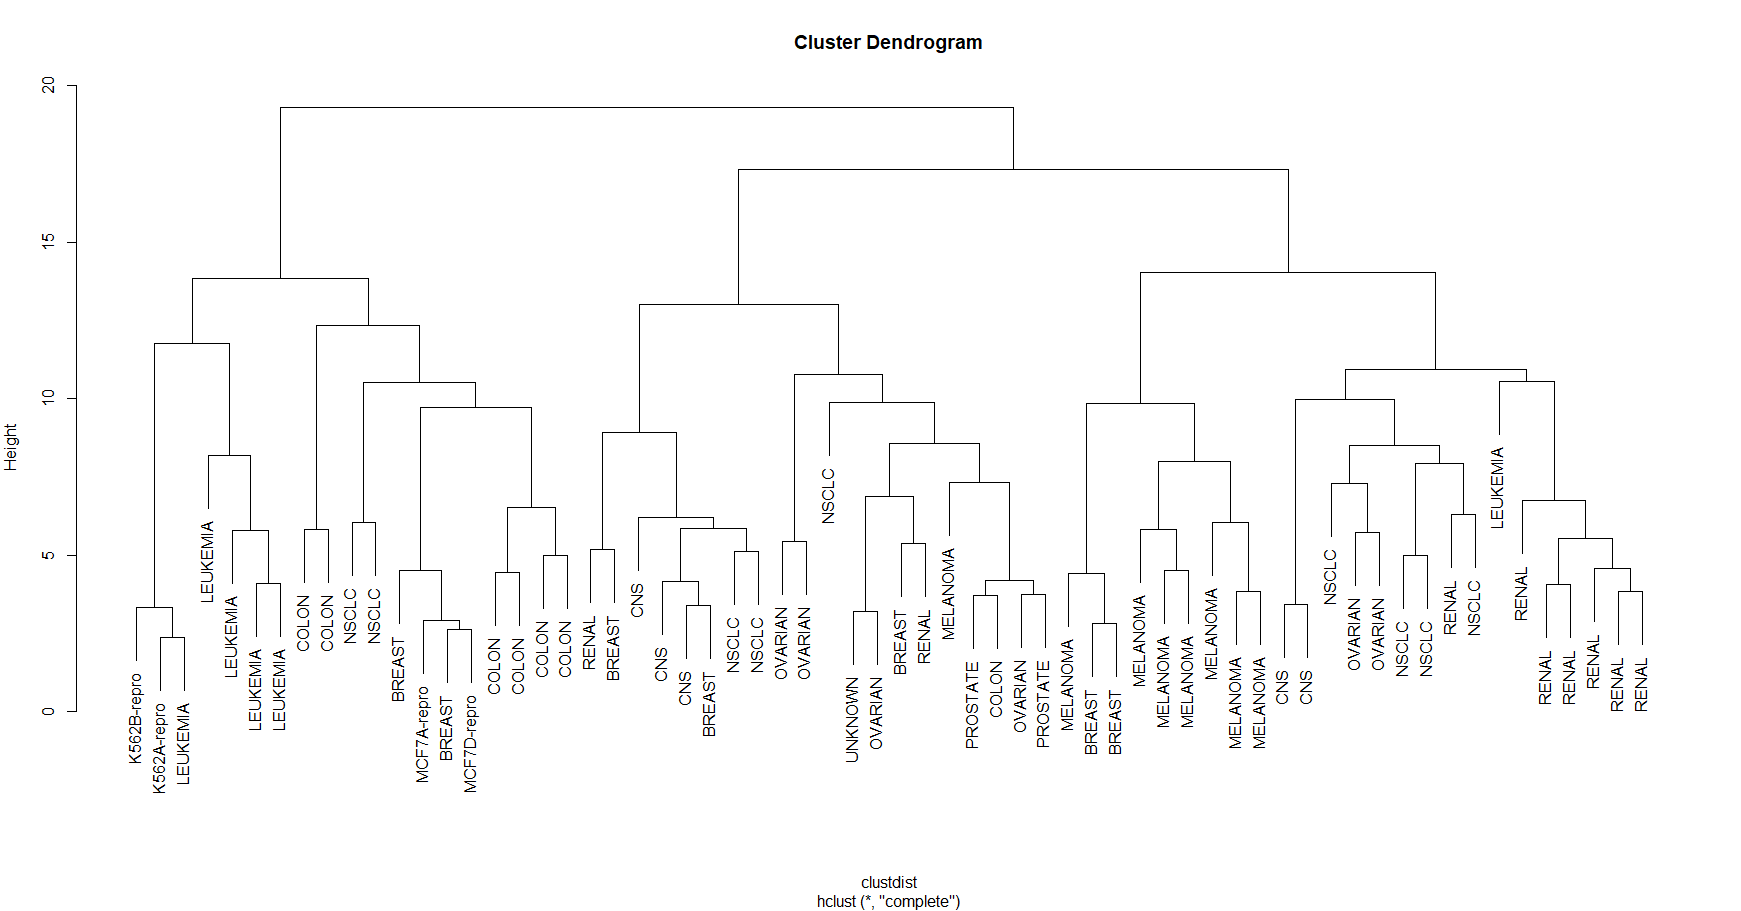 Cluster Dendrogram
Height
20
15
10
5
0
K562B-repro
K562A-repro
LEUKEMIA
LEUKEMIA
LEUKEMIA
LEUKEMIA
LEUKEMIA
COLON
COLON
NSCLC
NSCLC
BREAST
MCF7A-repro
BREAST
MCF7D-repro
COLON
COLON
COLON
COLON
RENAL
BREAST
CNS
CNS
CNS
BREAST
NSCLC
NSCLC
OVARIAN
OVARIAN
NSCLC
UNKNOWN
OVARIAN
BREAST
RENAL
MELANOMA
PROSTATE
COLON
OVARIAN
PROSTATE
MELANOMA
BREAST
BREAST
MELANOMA
MELANOMA
MELANOMA
MELANOMA
MELANOMA
MELANOMA
CNS
CNS
NSCLC
OVARIAN
OVARIAN
NSCLC
NSCLC
RENAL
NSCLC
LEUKEMIA
RENAL
RENAL
RENAL
RENAL
RENAL
RENAL
clustdist
hclust (*, "complete")